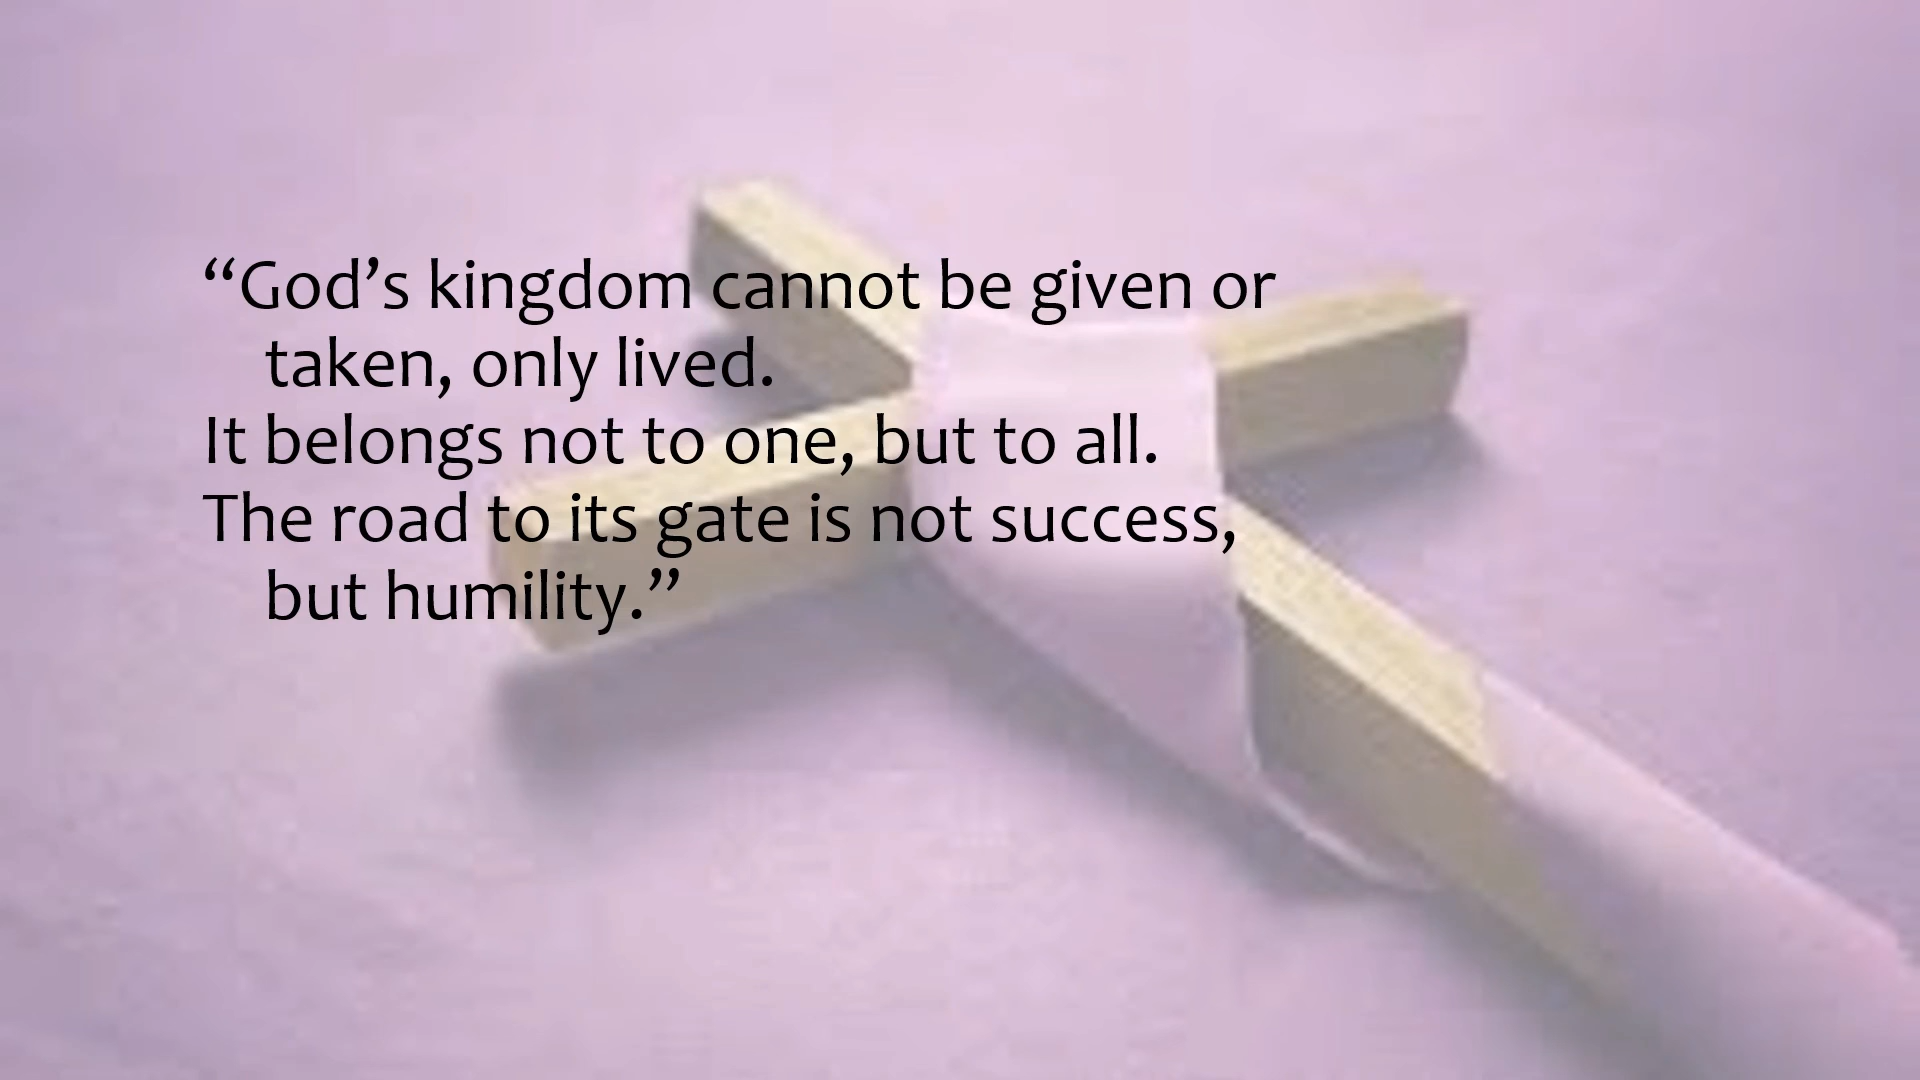 “God’s kingdom cannot be given or
taken, only lived.
It belongs not to one, but to all.
The road to its gate is not success,
but humility.”